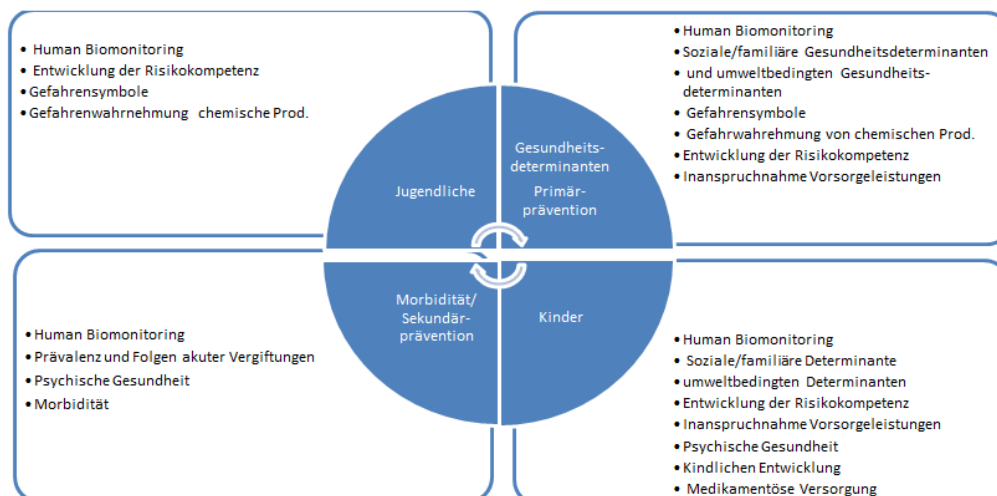 • Human Biomonitoring
• Entwicklung der Risikokompetenz
• Gefahrensymbole
• Gefahrenwahrnehmung chemische Prod.
• Human Biomonitoring
• Soziale/familiäre Gesundheitsdeterminanten
• und umweltbedingten Gesundheits-
determinanten
• Gefahrensymbole
• Gefahrwahrehmung von chemischen Prod.
• Entwicklung der Risikokompetenz
• Inanspruchnahme Vorsorgeleistungen
Jugendliche
Gesundheits-
determinanten
Primär-
prävention
Morbidität/
Sekundär-
prävention
Kinder
• Human Biomonitoring
• Prävalenz und Folgen akuter Vergiftungen
• Psychische Gesundheit
• Morbidität
• Human Biomonitoring
• Soziale/familiäre Determinante
• umweltbedingten Determinanten
• Entwicklung der Risikokompetenz
• Inanspruchnahme Vorsorgeleistungen
• Psychische Gesundheit
• Kindlichen Entwicklung
• Medikamentöse Versorgung